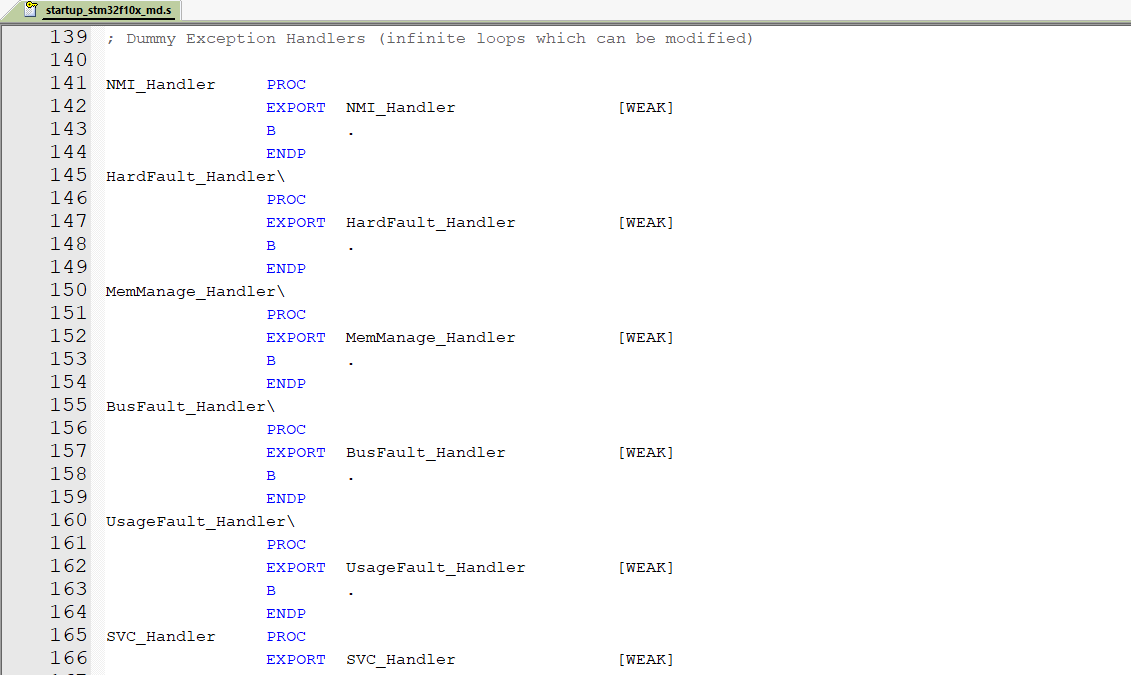 startup_stm32f10x_md.s
139 ; Dummy Exception Handlers (infinite loops which can be modified)
140
141 NMI_Handler     PROC
142                 EXPORT  NMI_Handler                [WEAK]
143                 B       .
144                 ENDP
145 HardFault_Handler\
146                 PROC
147                 EXPORT  HardFault_Handler          [WEAK]
148                 B       .
149                 ENDP
150 MemManage_Handler\
151                 PROC
152                 EXPORT  MemManage_Handler          [WEAK]
153                 B       .
154                 ENDP
155 BusFault_Handler\
156                 PROC
157                 EXPORT  BusFault_Handler           [WEAK]
158                 B       .
159                 ENDP
160 UsageFault_Handler\
161                 PROC
162                 EXPORT  UsageFault_Handler         [WEAK]
163                 B       .
164                 ENDP
165 SVC_Handler     PROC
166                 EXPORT  SVC_Handler                [WEAK]